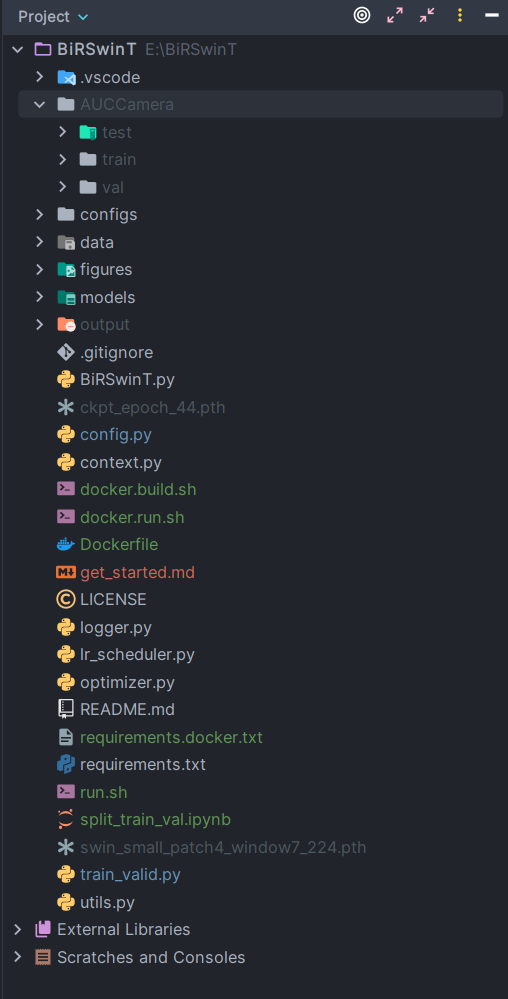 Project
BiRSwinT E:\BiRSwinT
.vscode
AUCCamera
test
train
val
configs
data
figures
models
output
.gitignore
BiRSwinT.py
ckpt_epoch_44.pth
config.py
context.py
docker.build.sh
docker.run.sh
Dockerfile
get_started.md
LICENSE
logger.py
lr_scheduler.py
optimizer.py
README.md
requirements.docker.txt
requirements.txt
run.sh
split_train_val.ipynb
swin_small_patch4_window7_224.pth
train_valid.py
utils.py
External Libraries
Scratches and Consoles